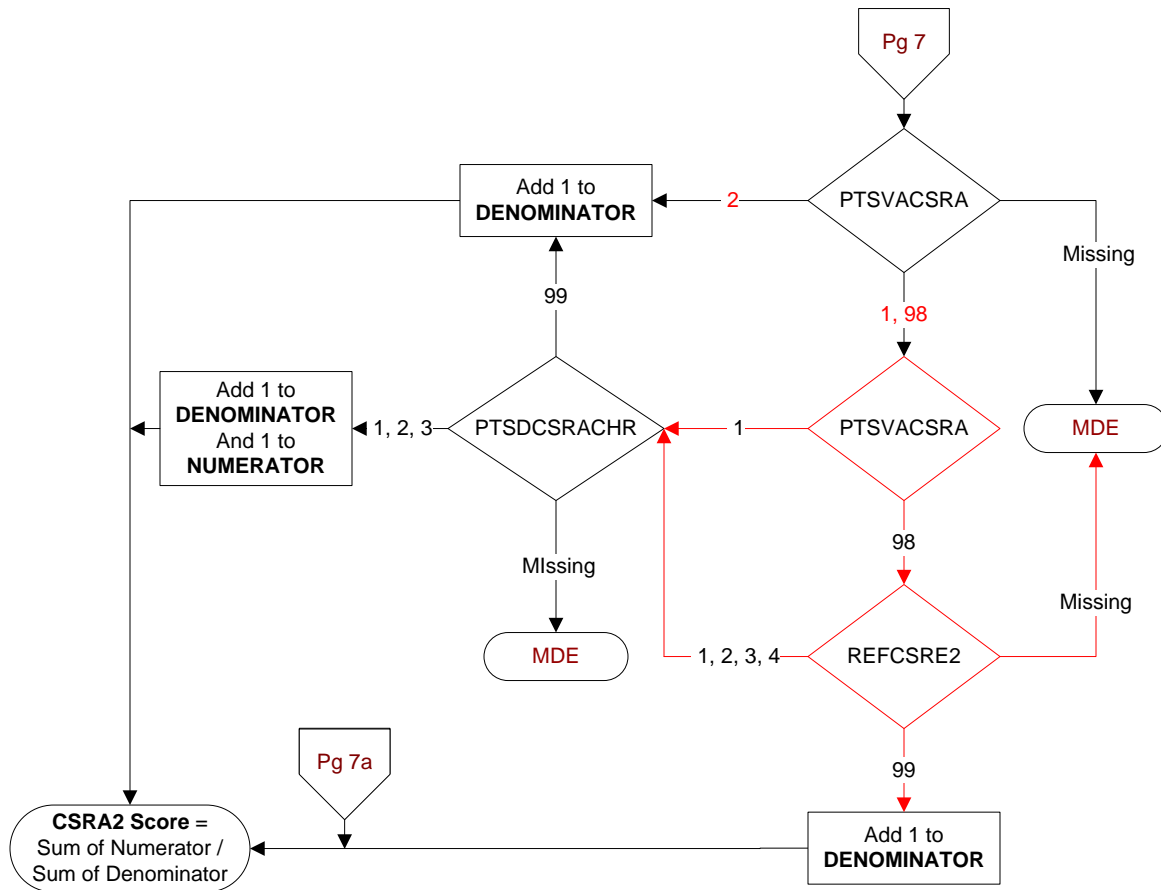 Pg 7
PTSVACSRA
Add 1 to
DENOMINATOR
2
Missing
99
1, 98
Add 1 to
DENOMINATOR
And 1 to
NUMERATOR
1, 2, 3
PTSDCSRACHR
1
PTSVACSRA
MDE
98
MIssing
Missing
MDE
1, 2, 3, 4
REFCSRE2
Pg 7a
99
CSRA2 Score =
Sum of Numerator /
Sum of Denominator
Add 1 to
DENOMINATOR